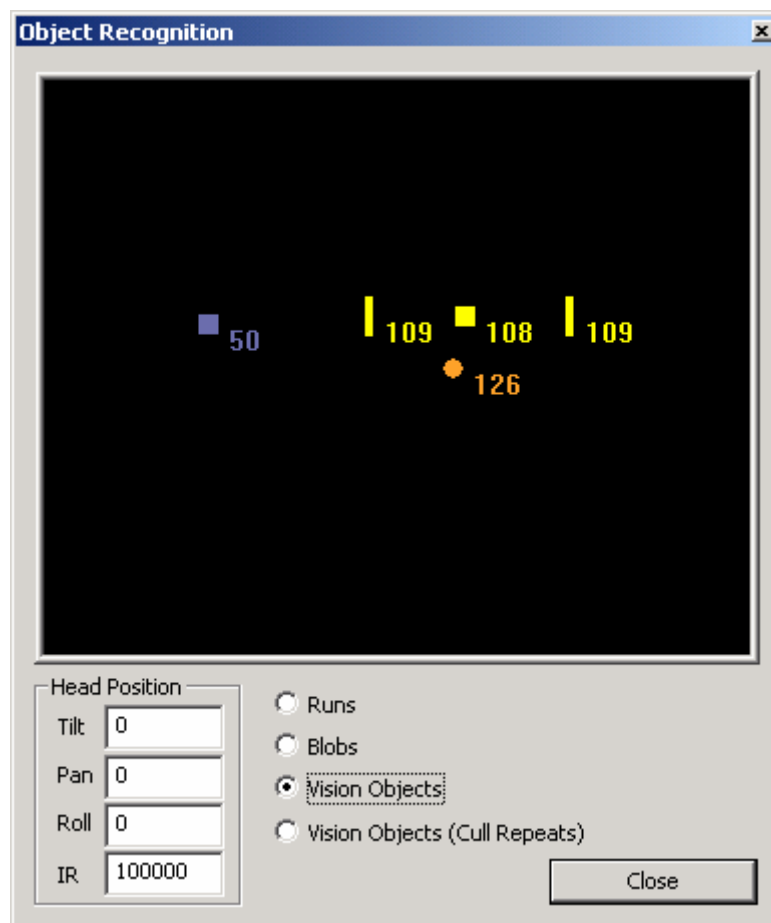 Object Recognition
50
109
108
109
126
Head Position
Tilt 0
Pan 0
Roll 0
IR 100000
Runs
Blobs
Vision Objects
Vision Objects (Cull Repeats)
Close